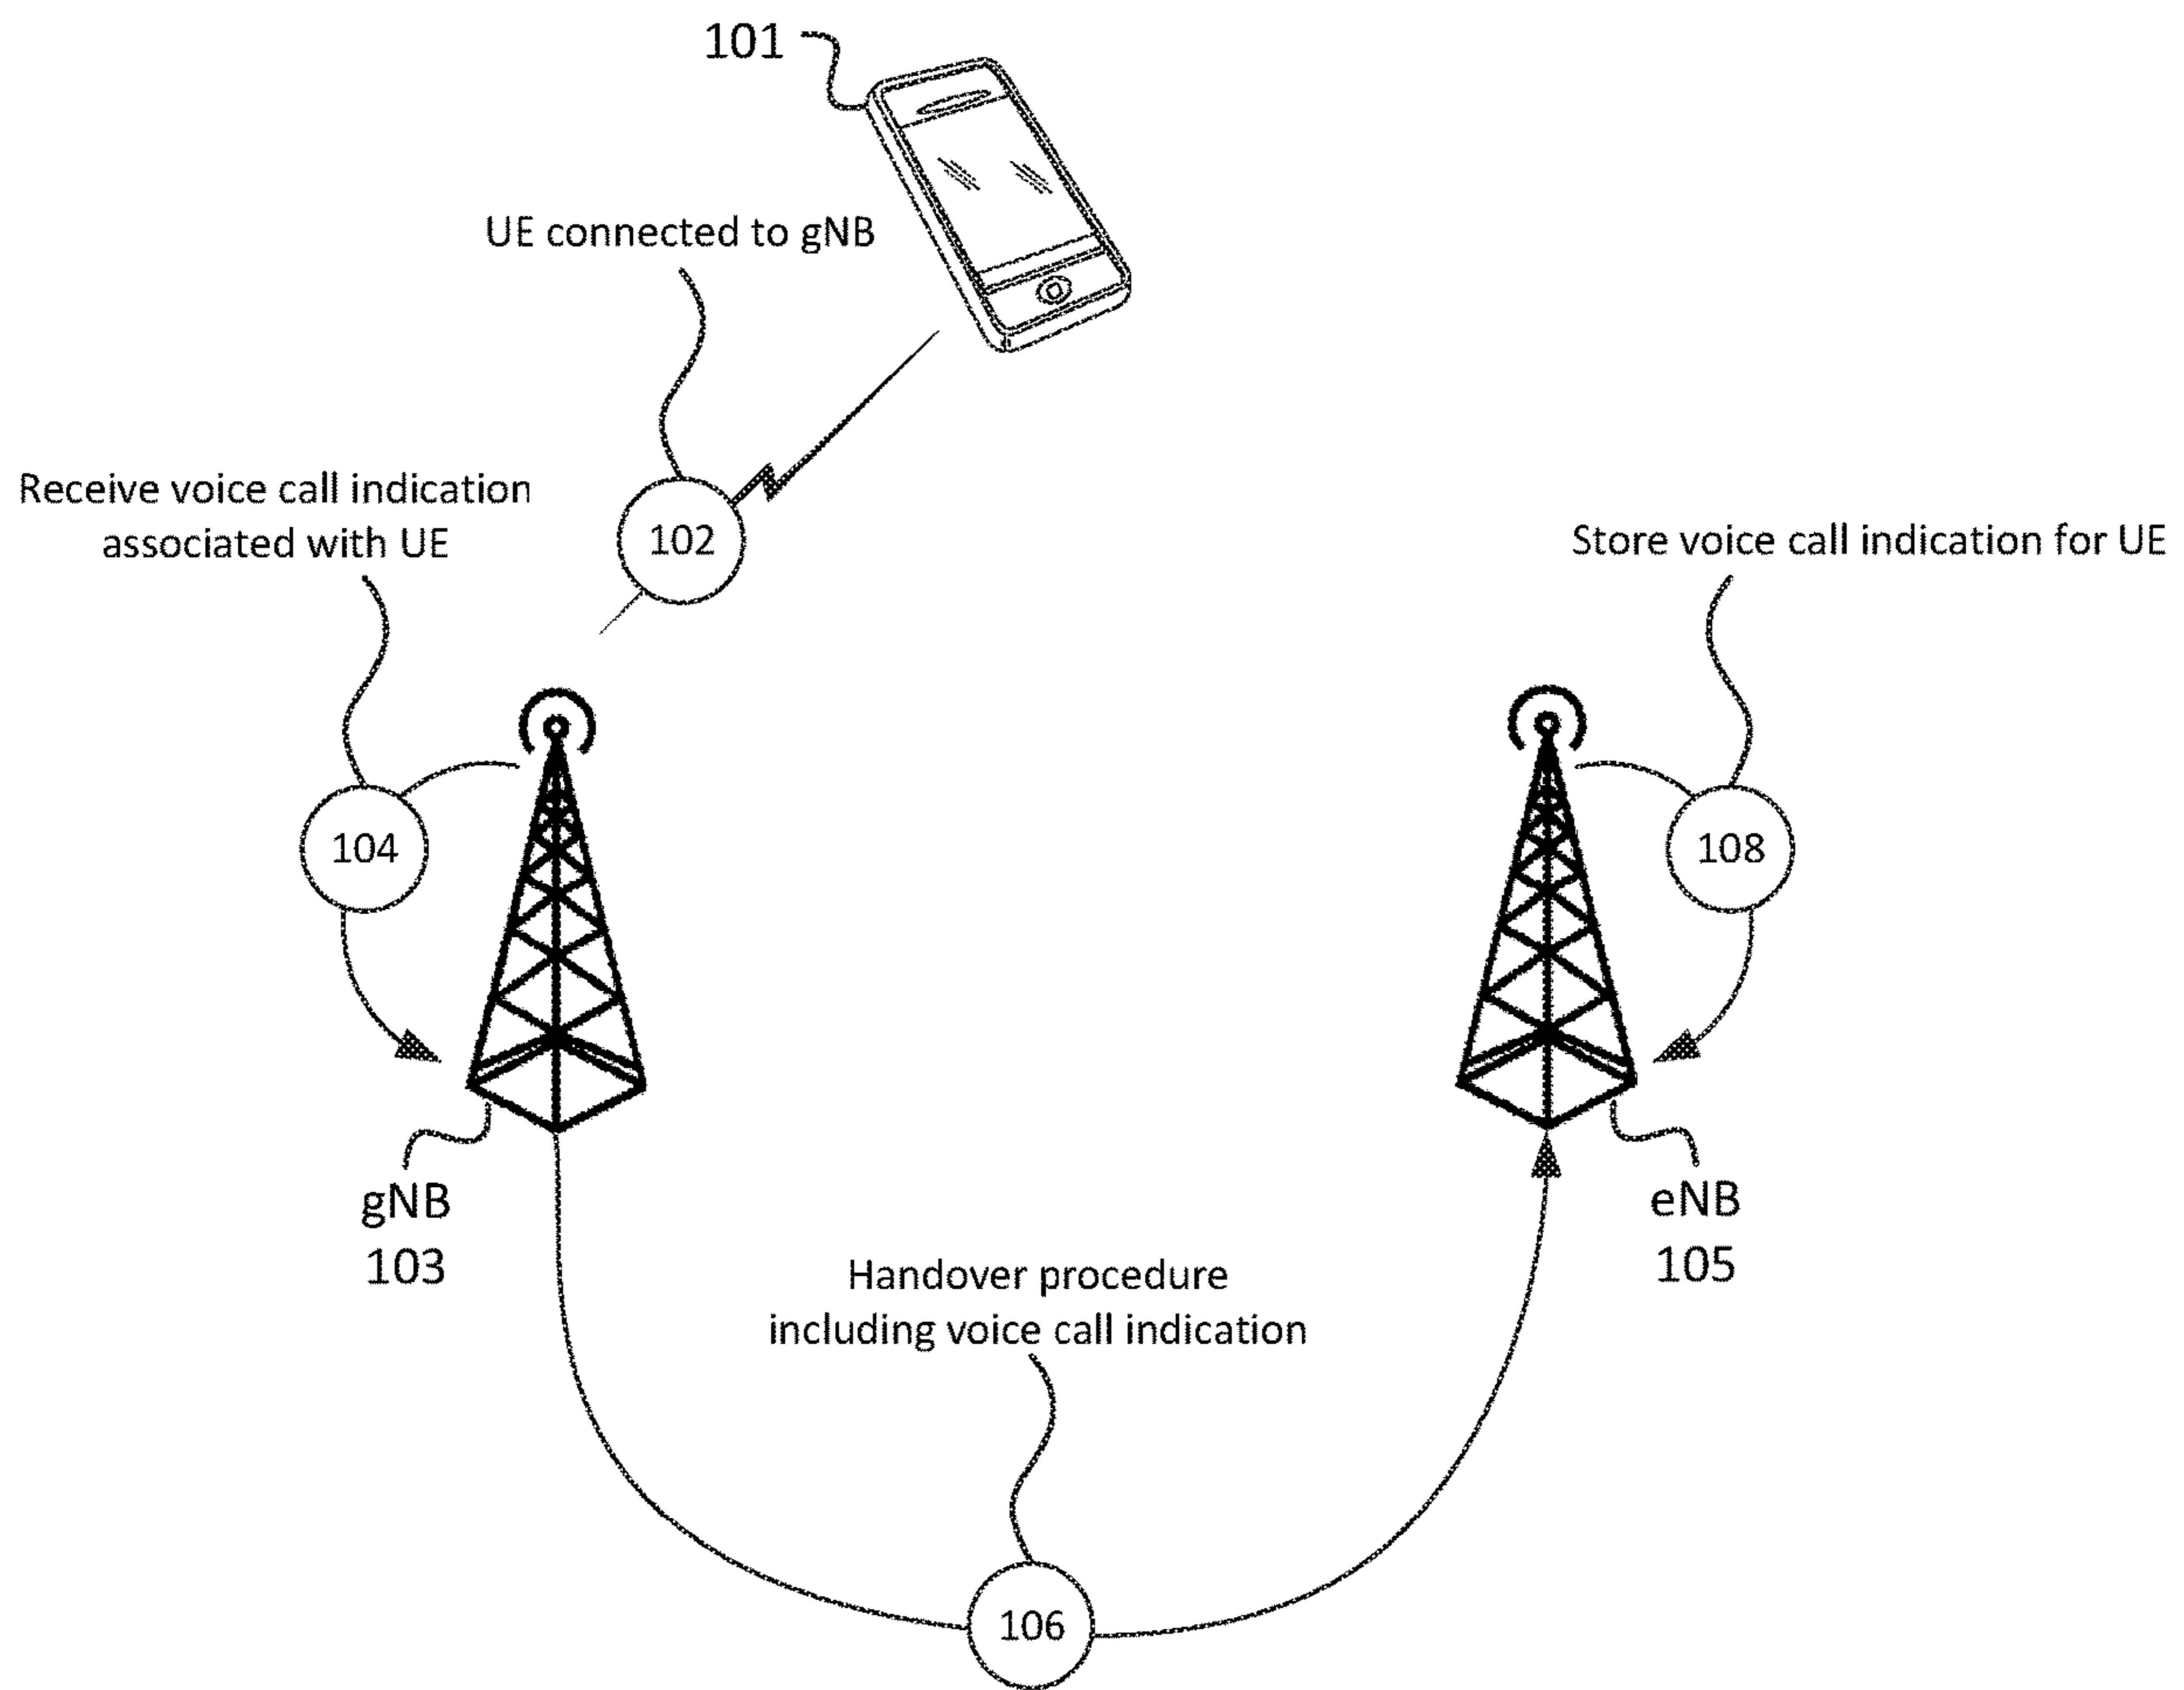 101
UE connected to gNB
Receive voice call indication
associated with UE
102
Store voice call indication for UE
104
108
gNB
103
eNB
105
Handover procedure
including voice call indication
106